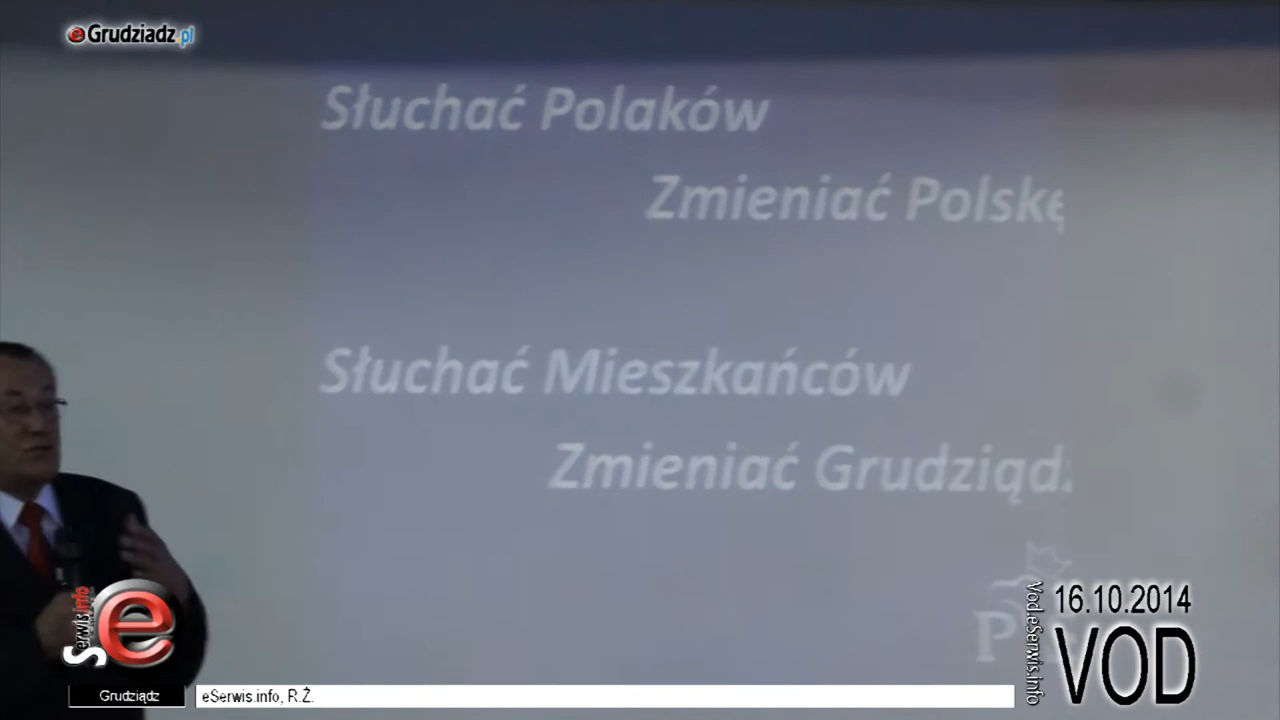 eGrudziadz.pl
Słuchać Polaków
Zmieniać Polskę
Słuchać Mieszkańców
Zmieniać Grudziądz
P
Serwis.info
e
Vod.eSerwis.info
16.10.2014
VOD
Grudziądz
eSerwis.info, R.Ż.